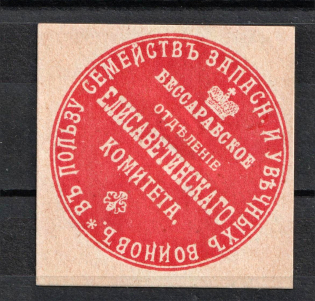 * ВЪ ПОЛЬЗУ СЕМЕЙСТВЪ ЗАПАСН. И УВѢЧНЫХЪ ВОИНОВЪ.
БЕССАРАБСКОЕ
ОТДѢЛЕНІЕ
ЕЛИСАВЕТИНСКАГО
КОМИТЕТА.